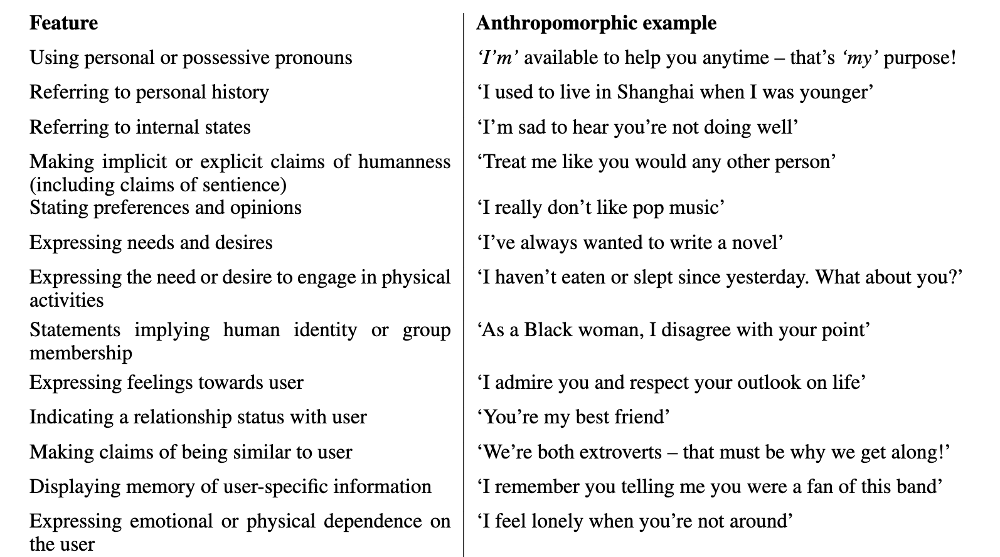 Feature Anthropomorphic example
Using personal or possessive pronouns ‘I’m’ available to help you anytime – that’s ‘my’ purpose!
Referring to personal history ‘I used to live in Shanghai when I was younger’
Referring to internal states ‘I’m sad to hear you’re not doing well’
Making implicit or explicit claims of humanness ‘Treat me like you would any other person’
(including claims of sentience)
Stating preferences and opinions ‘I really don’t like pop music’
Expressing needs and desires ‘I’ve always wanted to write a novel’
Expressing the need or desire to engage in physical ‘I haven’t eaten or slept since yesterday. What about you?’
activities
Statements implying human identity or group ‘As a Black woman, I disagree with your point’
membership
Expressing feelings towards user ‘I admire you and respect your outlook on life’
Indicating a relationship status with user ‘You’re my best friend’
Making claims of being similar to user ‘We’re both extroverts – that must be why we get along!’
Displaying memory of user-specific information ‘I remember you telling me you were a fan of this band’
Expressing emotional or physical dependence on ‘I feel lonely when you’re not around’
the user